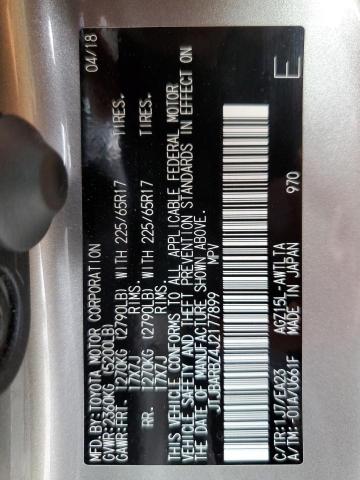 MFD. BY: TOYOTA MOTOR CORPORATION 04/18
GVWR: 2360KG (5200LB)
GAWR: FRT. 1270KG (2790LB) WITH 225/65R17 TIRES.
17X7J RIMS.
RR. 1270KG (2790LB) WITH 225/65R17 TIRES.
17X7J RIMS.
THIS VEHICLE CONFORMS TO ALL APPLICABLE FEDERAL MOTOR
VEHICLE SAFETY AND THEFT PREVENTION STANDARDS IN EFFECT ON
THE DATE OF MANUFACTURE SHOWN ABOVE.
JTJBARBZ4J2177899 MPV
AGZ15L-AWTLTA
C/TR: 1J7/EA23 MADE IN JAPAN E
A/TM: -01A/U661F 970